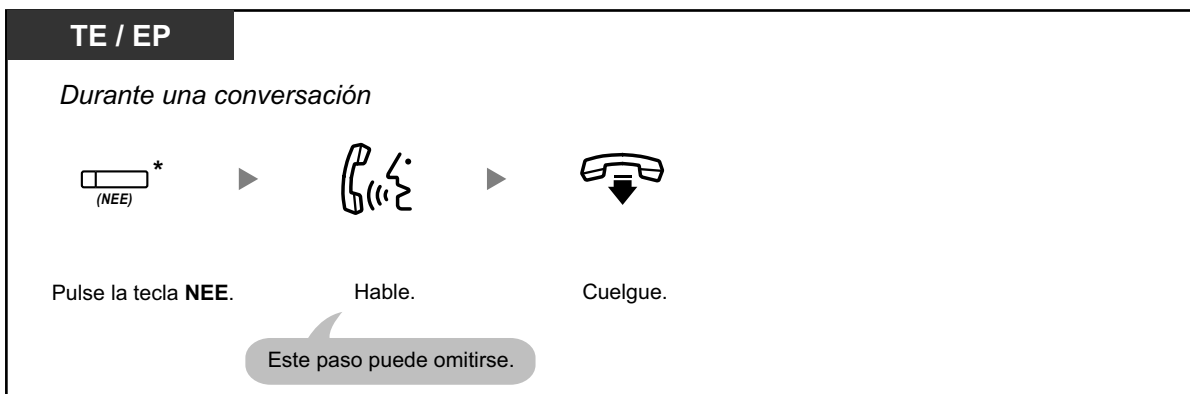 TE / EP
Durante una conversación
*
(NEE)
Pulse la tecla NEE.
Hable.
Cuelgue.
Este paso puede omitirse.